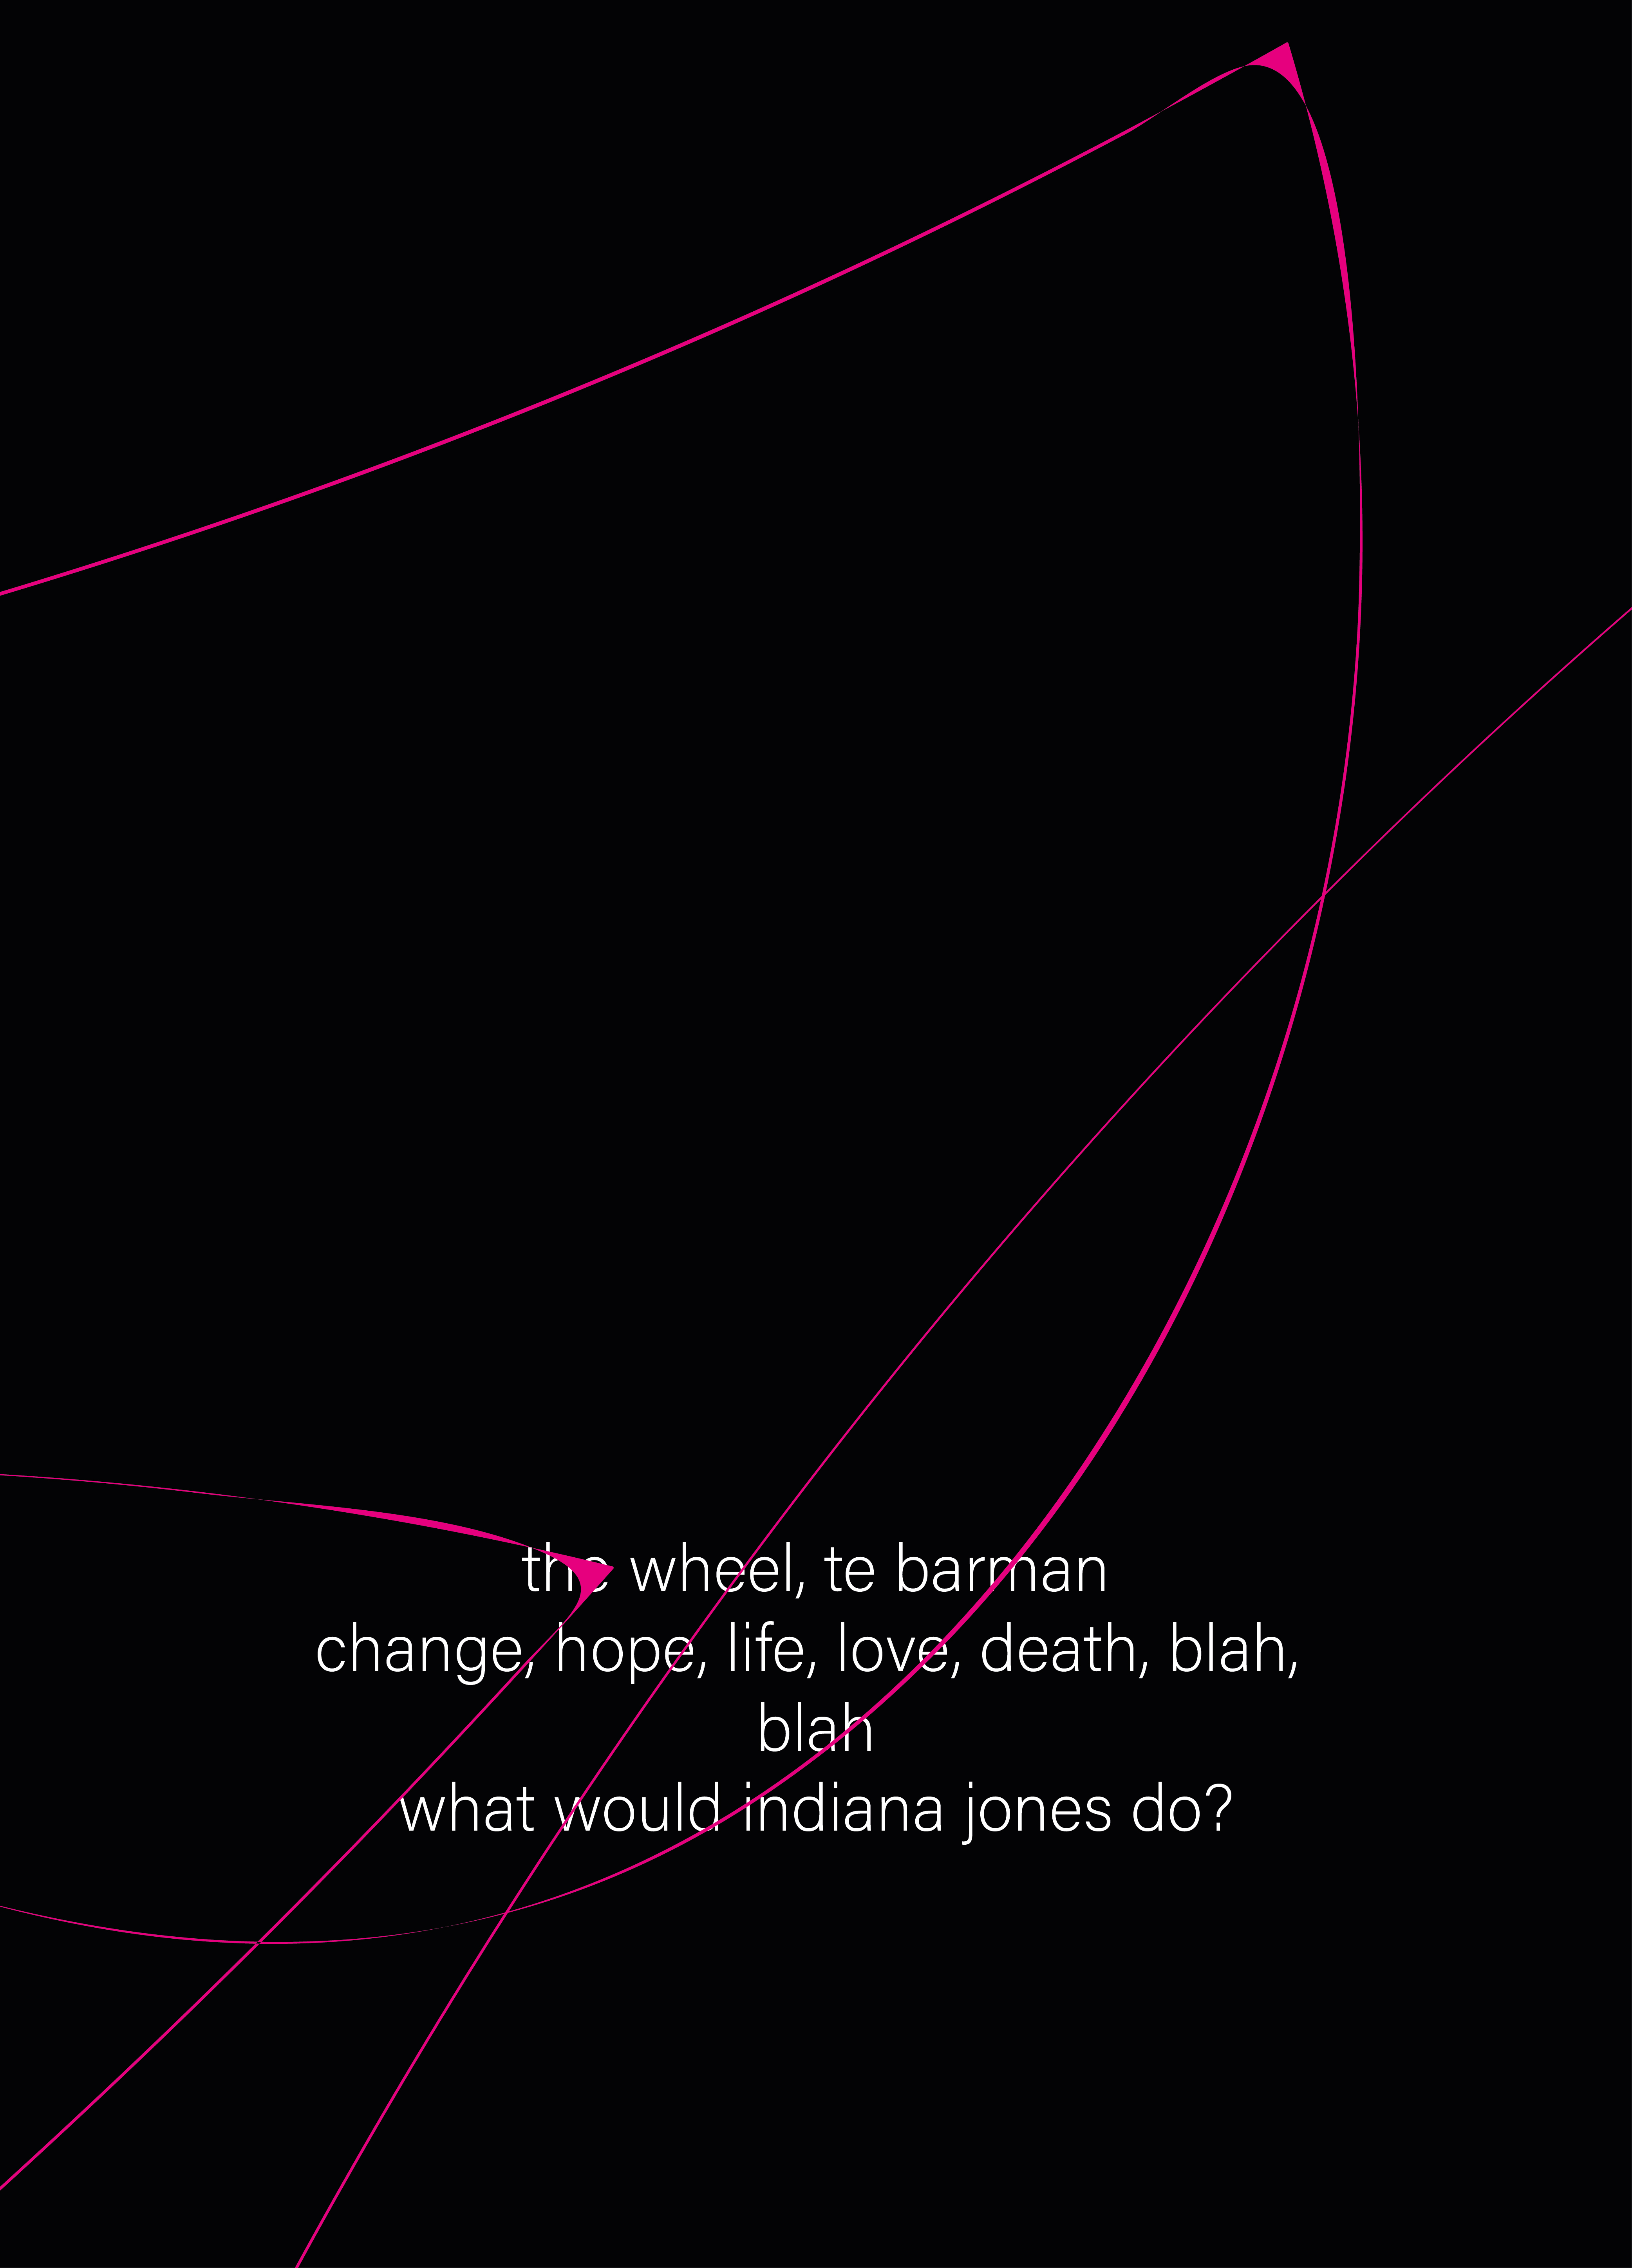 the wheel, te barman
change, hope, life, love, death, blah,
blah
what would indiana jones do?